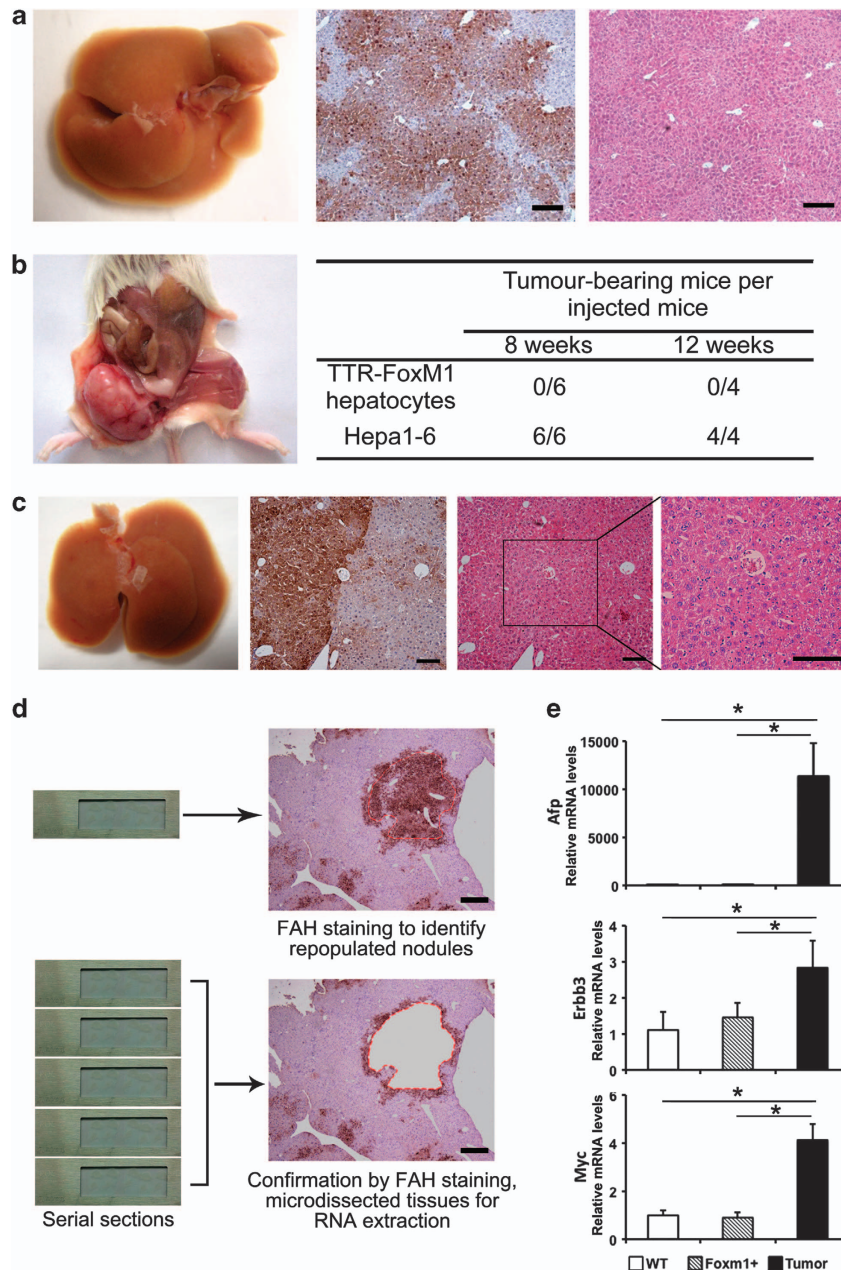 a
b
Tumour-bearing mice per
injected mice
8 weeks 12 weeks
TTR-FoxM1
hepatocytes
0/6 0/4
Hepa1-6 6/6 4/4
c
d
FAH staining to identify
repopulated nodules
Serial sections
Confirmation by FAH staining,
microdissected tissues for
RNA extraction
e
* *
Afp
Relative mRNA levels
15000
10000
5000
0
* *
Erbb3
Relative mRNA levels
4
3
2
1
0
* *
Myc
Relative mRNA levels
6
4
2
0
WT Foxm1+ Tumor